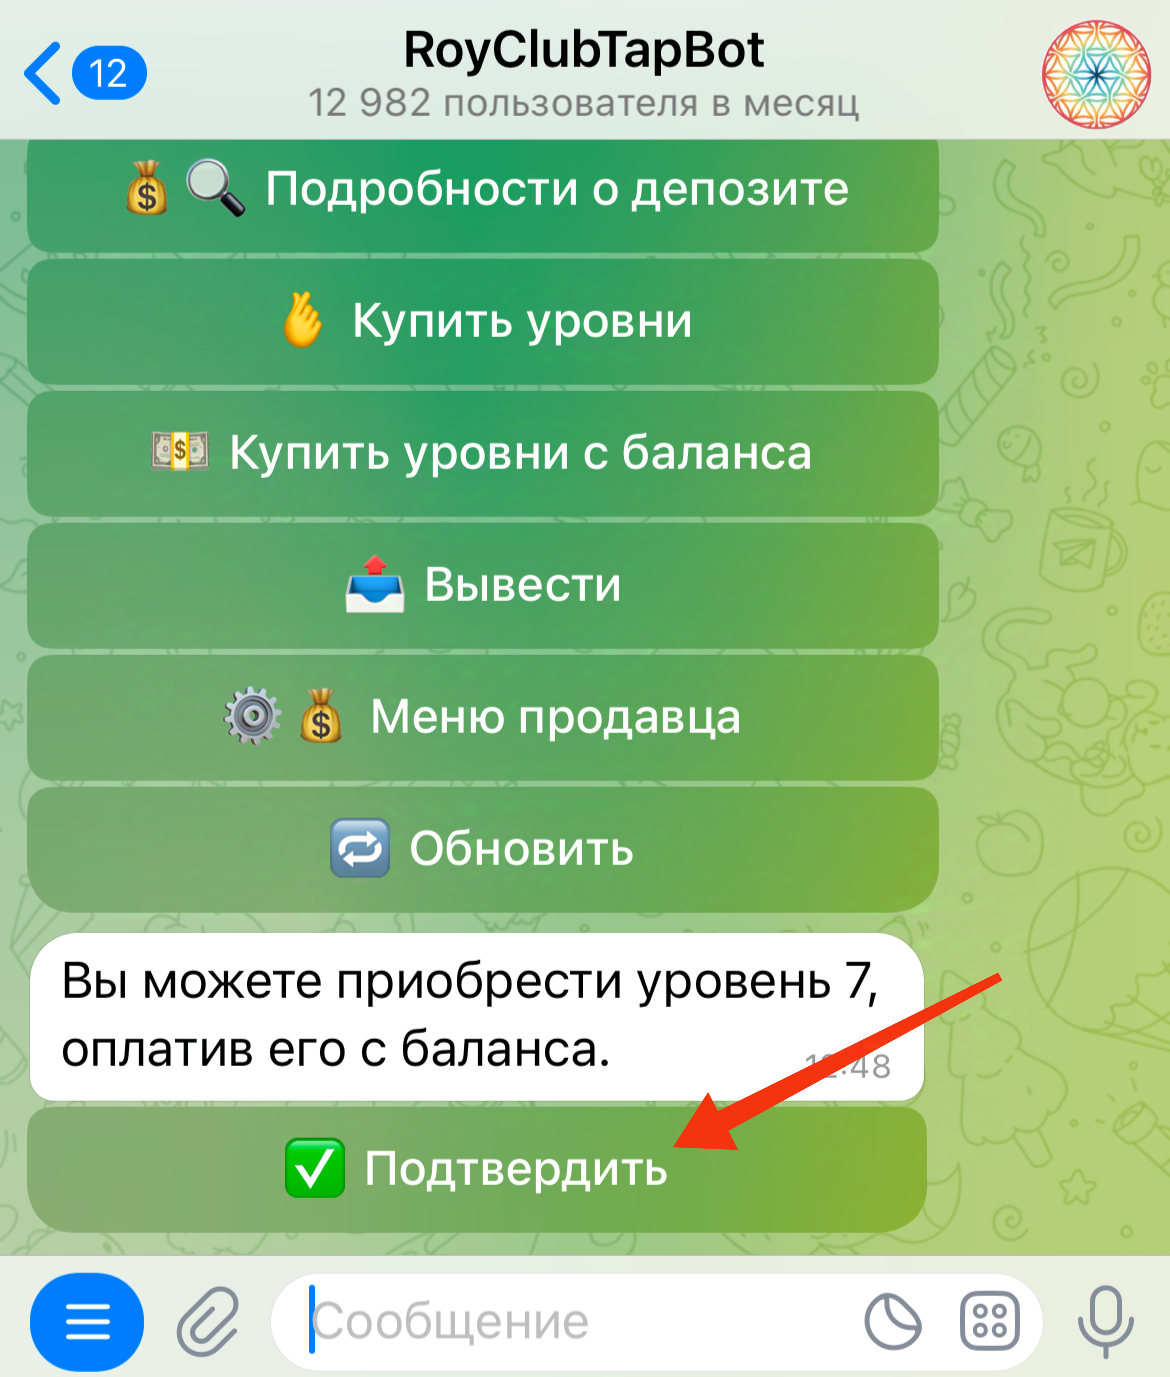 12
RoyClubTapBot
12 982 пользователя в месяц
Подробности о депозите
Купить уровни
Купить уровни с баланса
Вывести
Меню продавца
Обновить
Вы можете приобрести уровень 7,
оплатив его с баланса.
12:48
Подтвердить
Сообщение